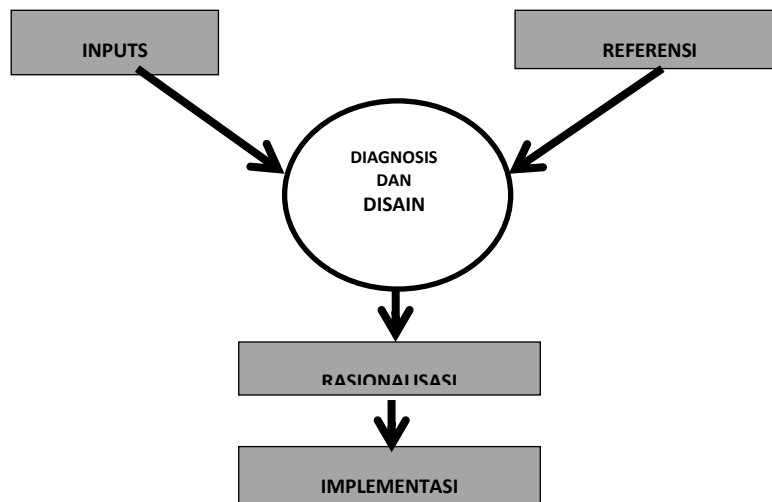 INPUTS
REFERENSI
DIAGNOSIS
DAN
DISAIN
RASIONALISASI
IMPLEMENTASI